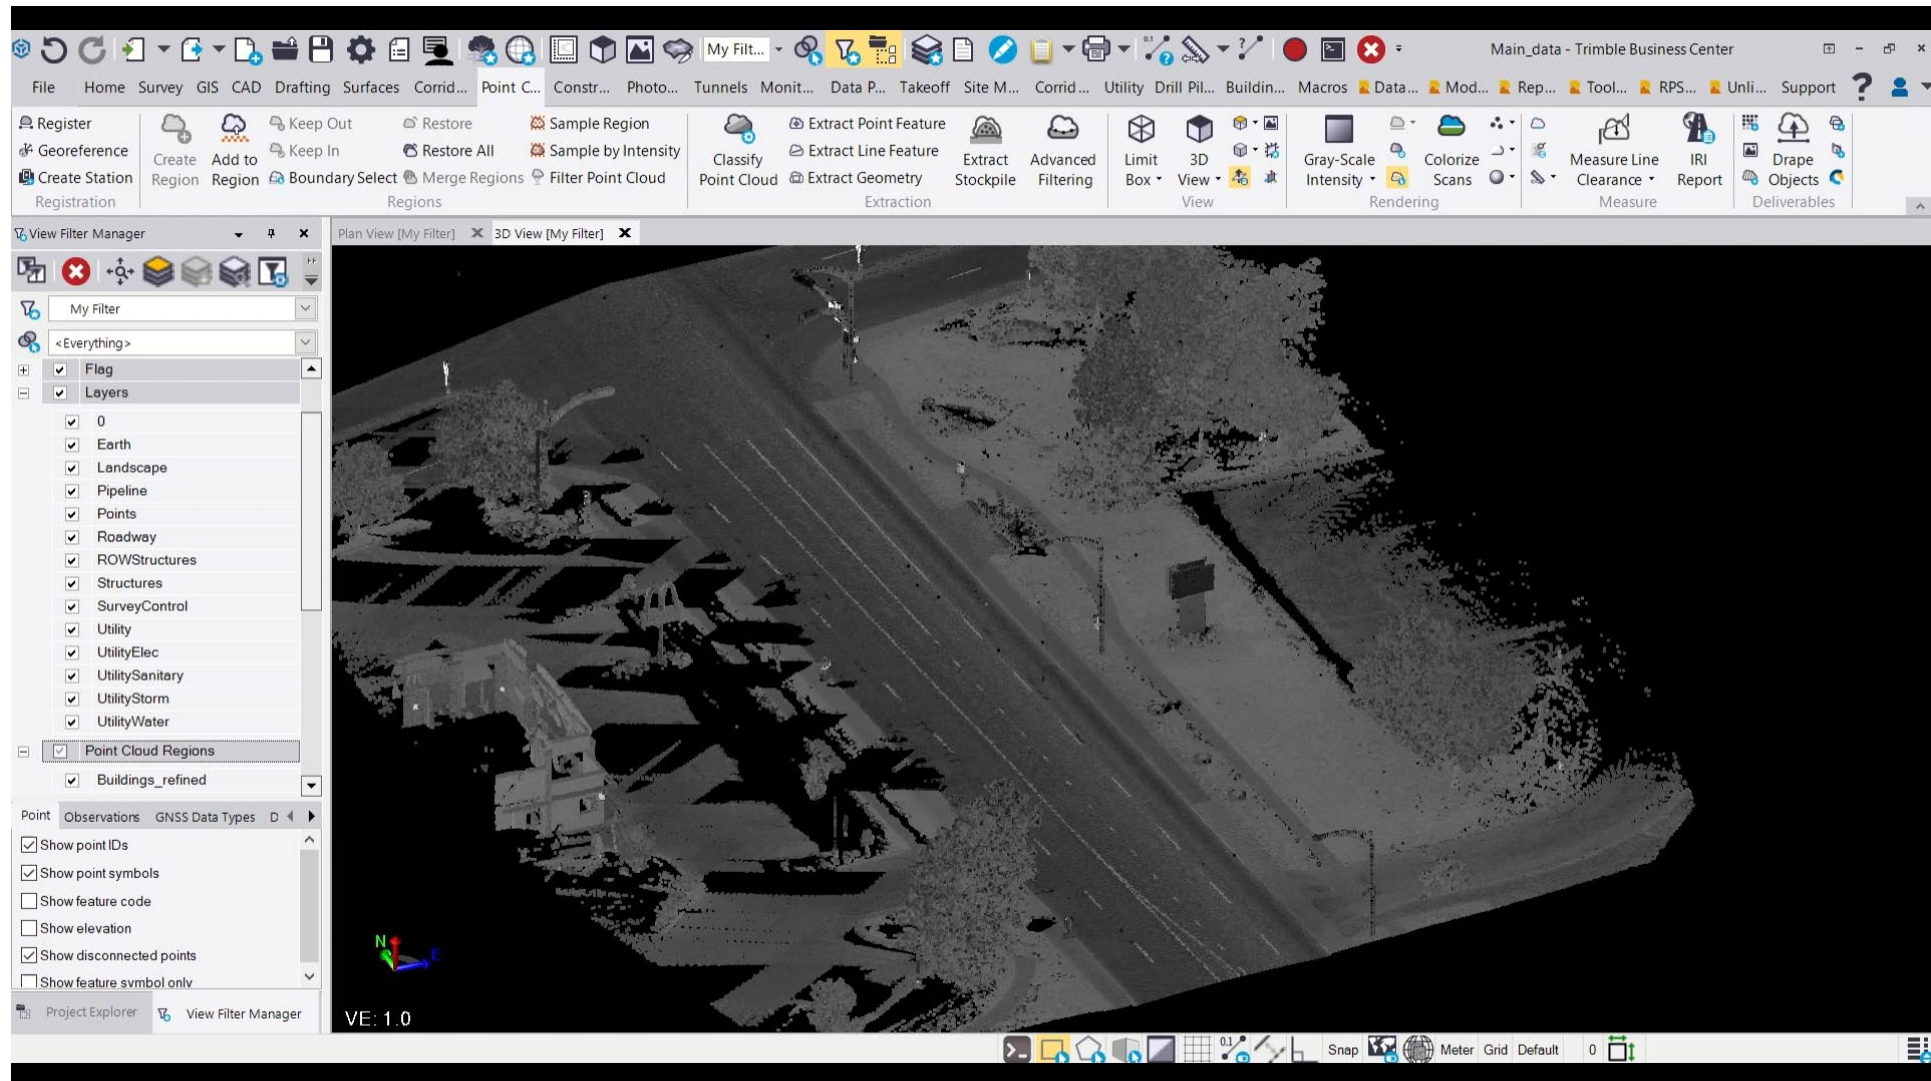 My Filt...
Main_data - Trimble Business Center
File Home Survey GIS CAD Drafting Surfaces Corrid... Point C... Constr... Photo... Tunnels Monit... Data P... Takeoff Site M... Corrid... Utility Drill Pil... Buildin... Macros Data... Mod... Rep... Tool... RPS... Unli... Support
Register
Georeference
Create Station
Registration
Create Region
Add to Region
Keep Out
Keep In
Boundary Select
Restore
Restore All
Merge Regions
Sample Region
Sample by Intensity
Filter Point Cloud
Regions
Classify Point Cloud
Extract Point Feature
Extract Line Feature
Extract Geometry
Extract Stockpile
Advanced Filtering
Extraction
Limit Box
3D View
View
Gray-Scale Intensity
Colorize Scans
Rendering
Measure Line Clearance
IRI Report
Measure
Drape Objects
Deliverables
View Filter Manager
Plan View [My Filter]
3D View [My Filter]
My Filter
<Everything>
Flag
Layers
0
Earth
Landscape
Pipeline
Points
Roadway
ROWStructures
Structures
SurveyControl
Utility
UtilityElec
UtilitySanitary
UtilityStorm
UtilityWater
Point Cloud Regions
Buildings_refined
Point Observations GNSS Data Types D
Show point IDs
Show point symbols
Show feature code
Show elevation
Show disconnected points
Show feature symbol only
Project Explorer View Filter Manager
N E
VE: 1.0
0.1 Snap Meter Grid Default 0